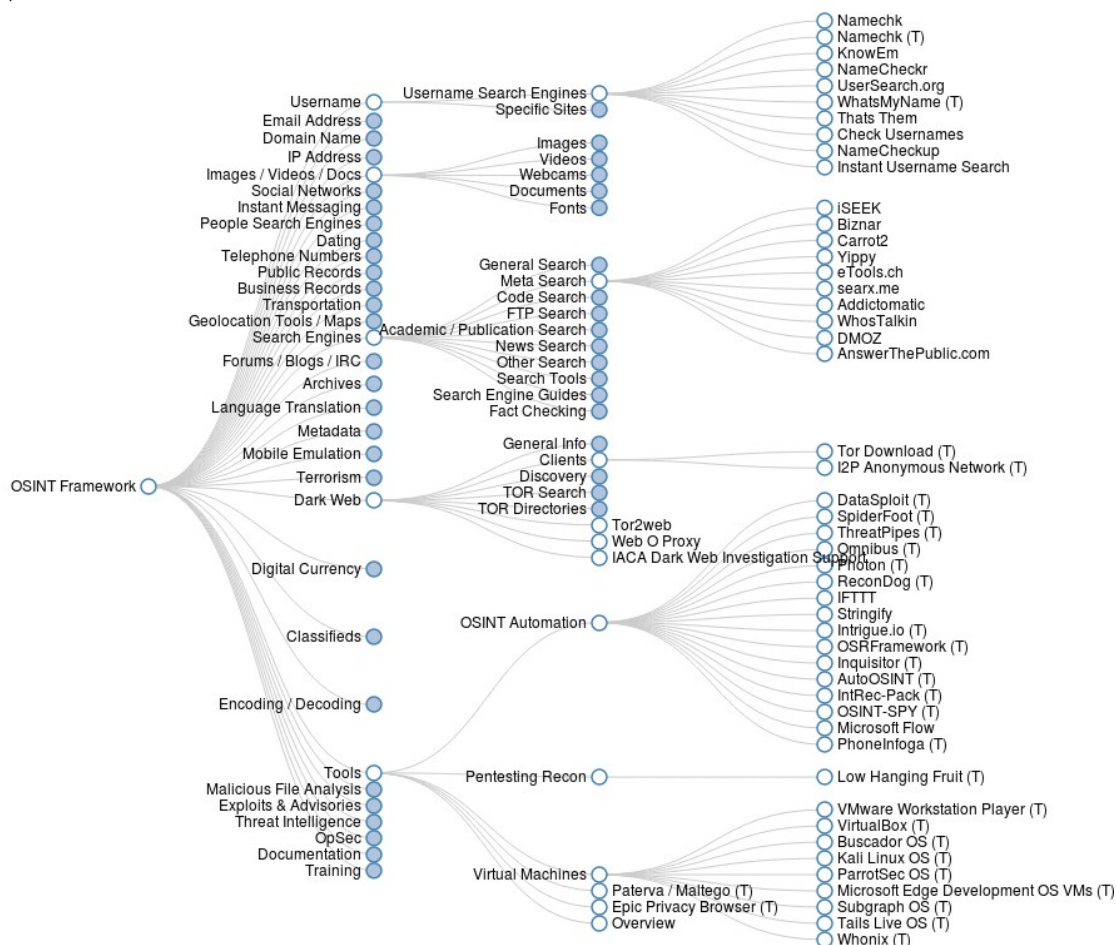 OSINT Framework
Username
Email Address
Domain Name
IP Address
Images / Videos / Docs
Social Networks
Instant Messaging
People Search Engines
Dating
Telephone Numbers
Public Records
Business Records
Transportation
Geolocation Tools / Maps
Search Engines
Forums / Blogs / IRC
Archives
Language Translation
Metadata
Mobile Emulation
Terrorism
Dark Web
Digital Currency
Classifieds
Encoding / Decoding
Tools
Malicious File Analysis
Exploits & Advisories
Threat Intelligence
OpSec
Documentation
Training
Username Search Engines
Specific Sites
Images
Videos
Webcams
Documents
Fonts
General Search
Meta Search
Code Search
FTP Search
Academic / Publication Search
News Search
Other Search
Search Tools
Search Engine Guides
Fact Checking
General Info
Clients
Discovery
TOR Search
TOR Directories
Tor2web
Web O Proxy
IACA Dark Web Investigation Support
OSINT Automation
Pentesting Recon
Virtual Machines
Paterva / Maltego (T)
Epic Privacy Browser (T)
Overview
Namechk
Namechk (T)
KnowEm
NameCheckr
UserSearch.org
WhatsMyName (T)
Thats Them
Check Usernames
NameCheckup
Instant Username Search
iSEEK
Biznar
Carrot2
Yippy
eTools.ch
searx.me
Addictomatic
WhosTalkin
DMOZ
AnswerThePublic.com
Tor Download (T)
I2P Anonymous Network (T)
DataSploit (T)
SpiderFoot (T)
ThreatPipes (T)
Omnibus (T)
Photon (T)
ReconDog (T)
IFTTT
Stringify
Intrigue.io (T)
OSRFramework (T)
Inquisitor (T)
AutoOSINT (T)
IntRec-Pack (T)
OSINT-SPY (T)
Microsoft Flow
PhoneInfoga (T)
Low Hanging Fruit (T)
VMware Workstation Player (T)
VirtualBox (T)
Buscador OS (T)
Kali Linux OS (T)
ParrotSec OS (T)
Microsoft Edge Development OS VMs (T)
Subgraph OS (T)
Tails Live OS (T)
Whonix (T)